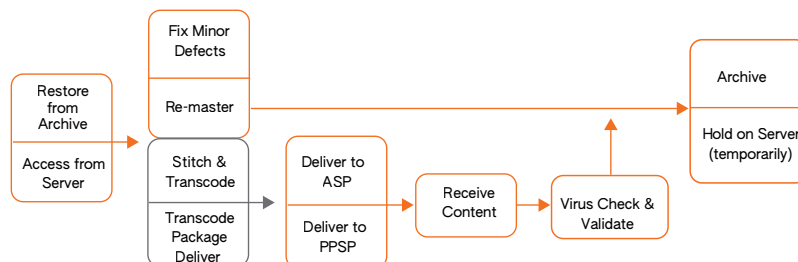 Restore
from
Archive
Access from
Server
Fix Minor
Defects
Re-master
Stitch &
Transcode
Transcode
Package
Deliver
Deliver to
ASP
Deliver to
PPSP
Receive
Content
Virus Check &
Validate
Archive
Hold on Server
(temporarily)